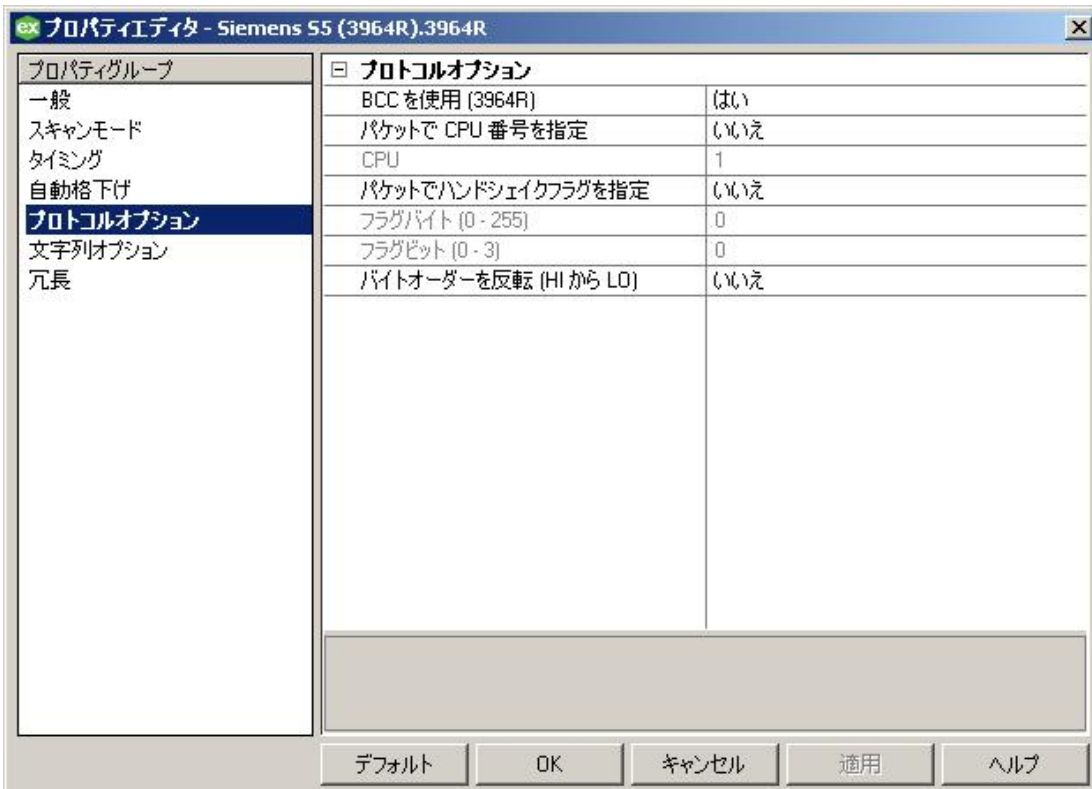 ex プロパティエディタ - Siemens S5 (3964R).3964R
プロパティグループ
一般
スキャンモード
タイミング
自動格下げ
プロトコルオプション
文字列オプション
冗長
プロトコルオプション
BCC を使用 (3964R) はい
パケットで CPU 番号を指定 いいえ
CPU 1
パケットでハンドシェイクフラグを指定 いいえ
フラグバイト (0 - 255) 0
フラグビット (0 - 3) 0
バイトオーダーを反転 (HI から LO) いいえ
デフォルト OK キャンセル 適用 ヘルプ